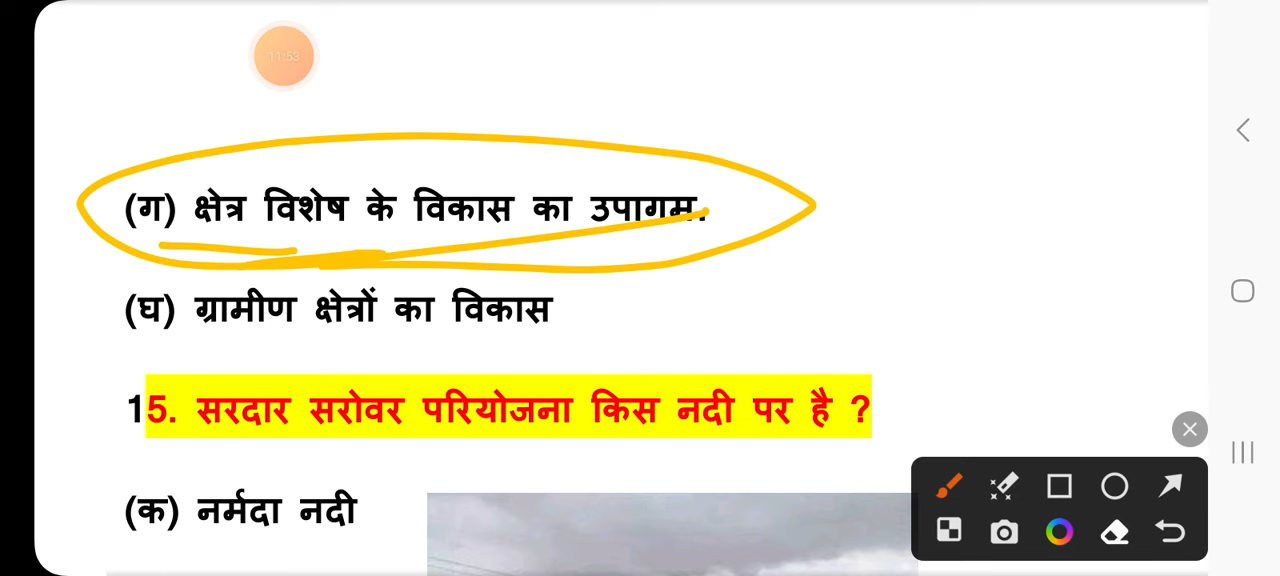 11:53
(ग) क्षेत्र विशेष के विकास का उपागम.
(घ) ग्रामीण क्षेत्रों का विकास
15. सरदार सरोवर परियोजना किस नदी पर है ?
(क) नर्मदा नदी